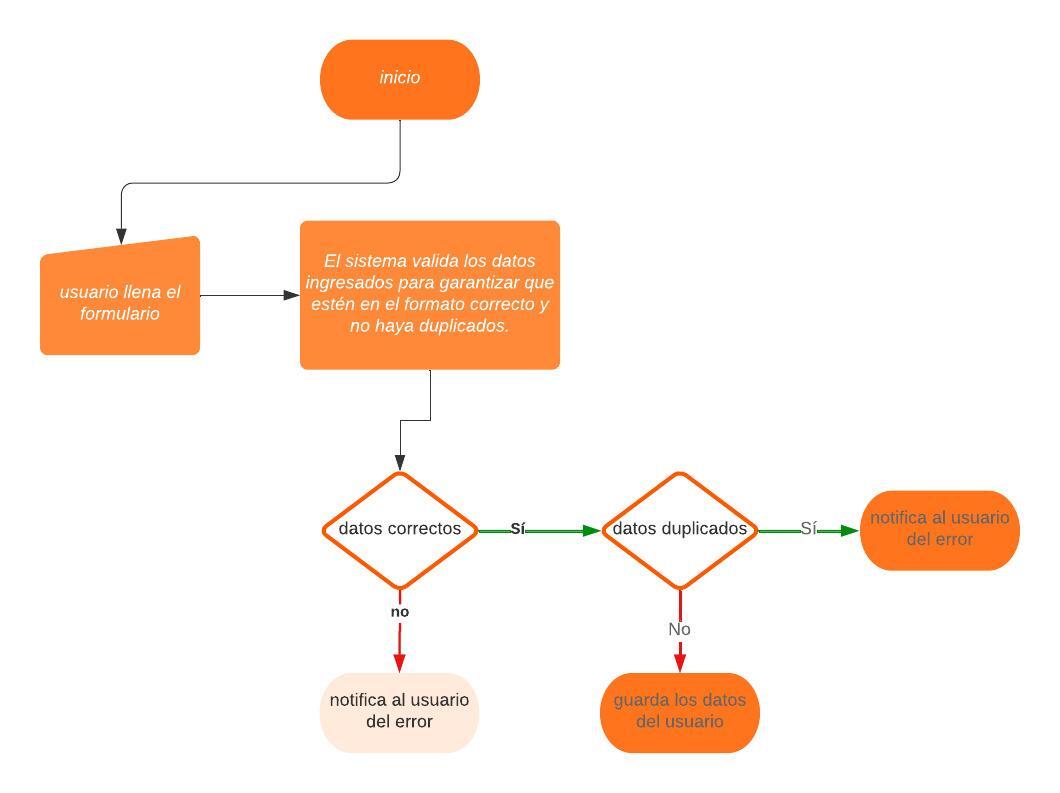 inicio
usuario llena el
formulario
El sistema valida los datos
ingresados para garantizar que
estén en el formato correcto y
no haya duplicados.
datos correctos
Sí
datos duplicados
Sí
notifica al usuario
del error
no
No
notifica al usuario
del error
guarda los datos
del usuario